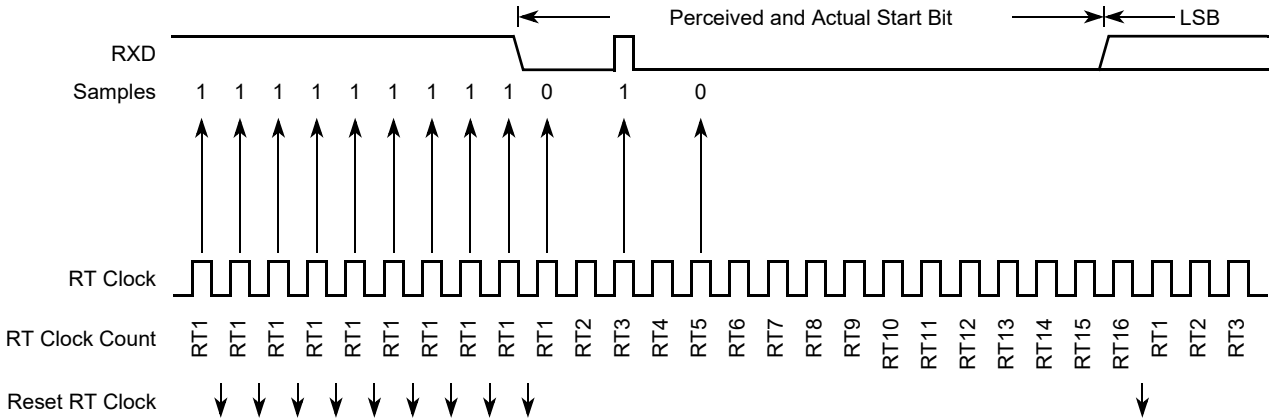 Perceived and Actual Start Bit LSB
RXD
Samples 1 1 1 1 1 1 1 1 1 0 1 0
RT Clock
RT Clock Count RT1 RT1 RT1 RT1 RT1 RT1 RT1 RT1 RT1 RT1 RT2 RT3 RT4 RT5 RT6 RT7 RT8 RT9 RT10 RT11 RT12 RT13 RT14 RT15 RT16 RT1 RT2 RT3
Reset RT Clock